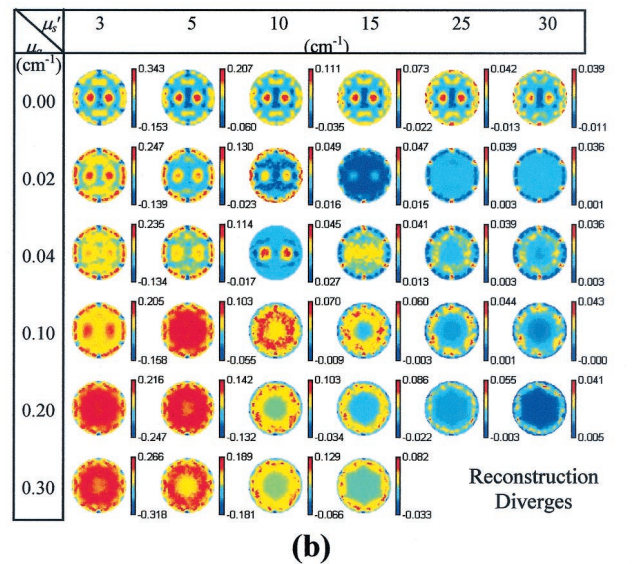 μs' 3 5 10 15 25 30
μa (cm-1)
(cm-1)
0.343 0.207 0.111 0.073 0.042 0.039
0.00
-0.153 -0.060 -0.035 -0.022 -0.013 -0.011
0.247 0.130 0.049 0.047 0.039 0.036
0.02
-0.139 -0.023 0.016 0.015 0.003 0.001
0.235 0.114 0.045 0.041 0.039 0.036
0.04
-0.134 -0.017 0.027 0.013 0.003 0.003
0.205 0.103 0.070 0.060 0.044 0.043
0.10
-0.158 -0.055 -0.009 -0.003 0.001 -0.000
0.216 0.142 0.103 0.086 0.055 0.041
0.20
-0.247 -0.132 -0.034 -0.022 -0.003 0.005
0.266 0.189 0.129 0.082
0.30 Reconstruction
Diverges
-0.318 -0.181 -0.066 -0.033
(b)